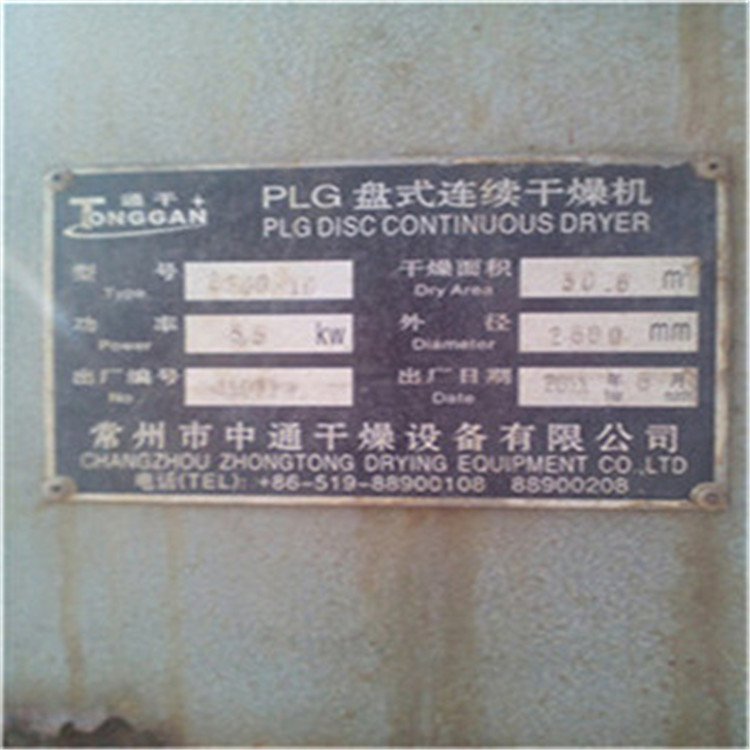 通干
TONGGAN
PLG 盘式连续干燥机
PLG DISC CONTINUOUS DRYER
型号 Type
干燥面积 Dry Area 50.6 m²
功率 Power kw
外径 Diameter mm
出厂编号 No
出厂日期 Date 年 月
常州市中通干燥设备有限公司
CHANGZHOU ZHONGTONG DRYING EQUIPMENT CO.,LTD
电话(TEL): +86-519-88900108 88900208